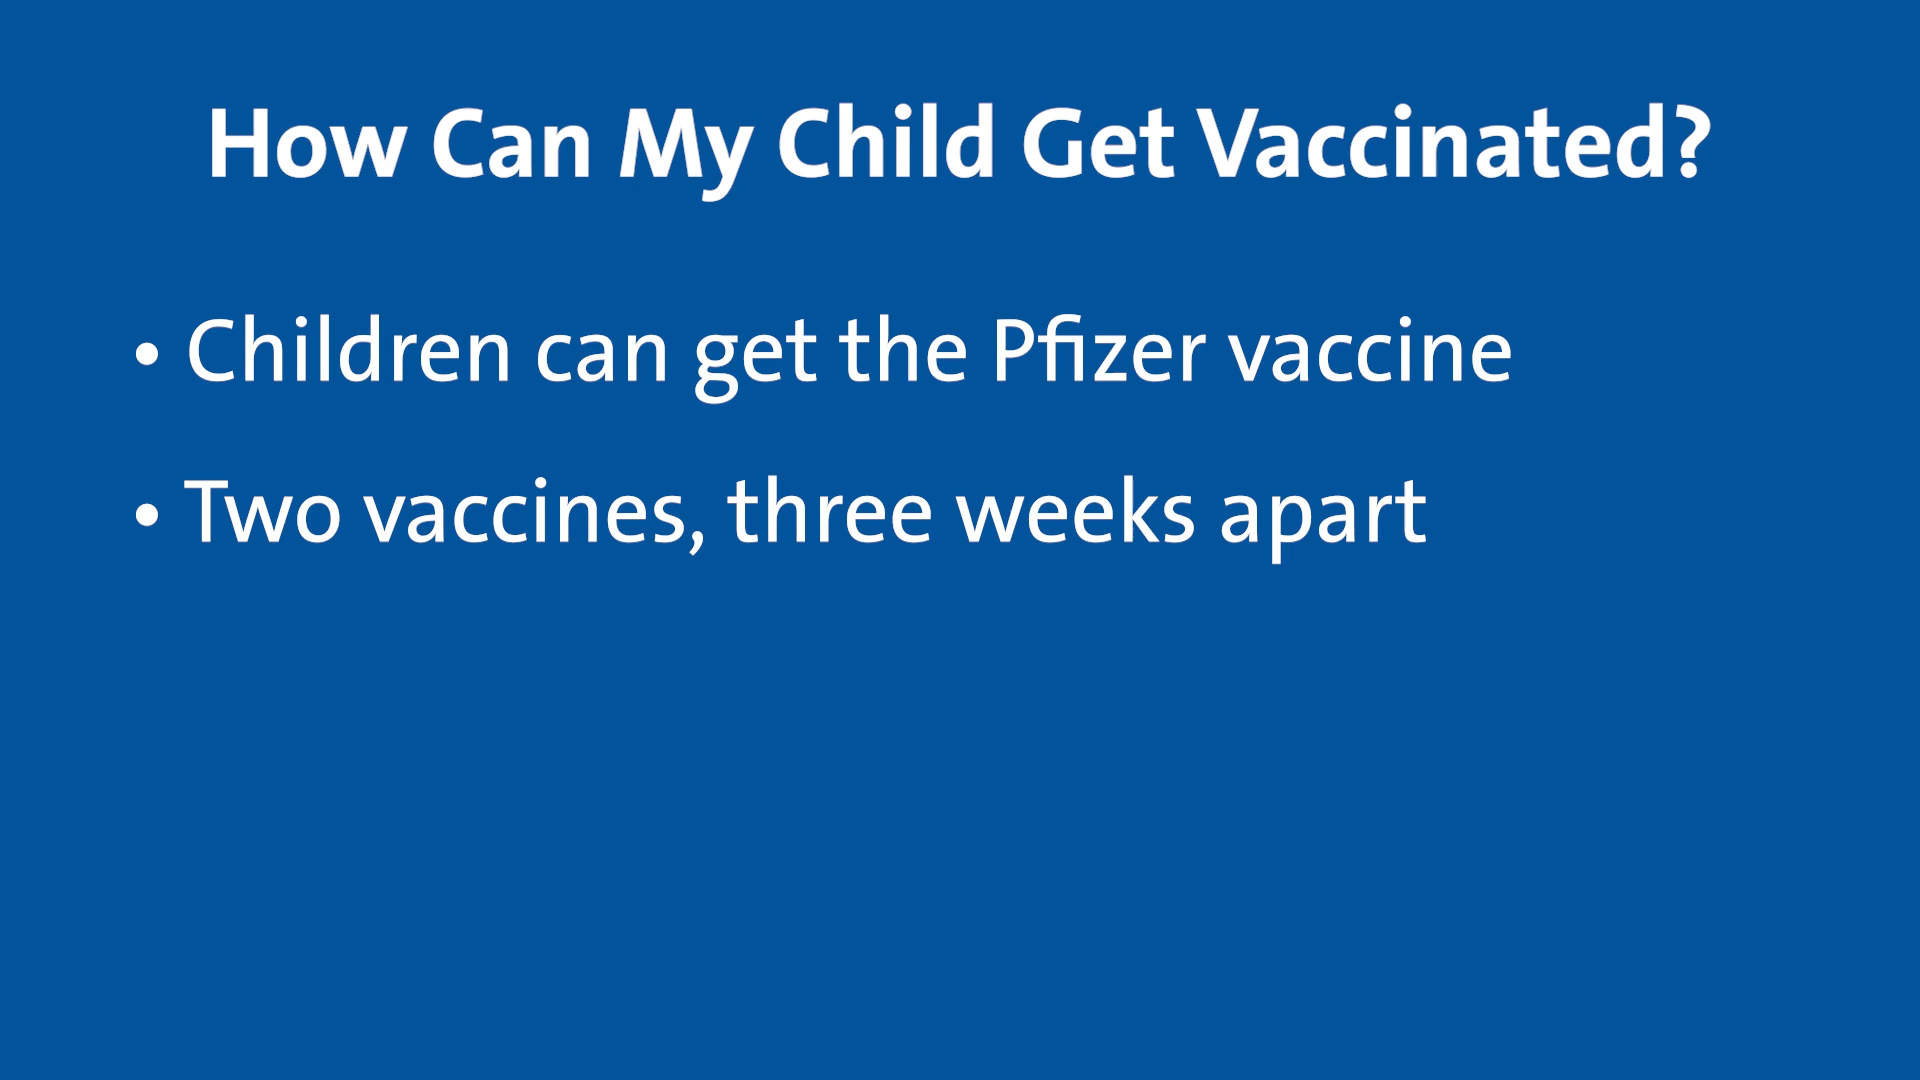 How Can My Child Get Vaccinated?
• Children can get the Pfizer vaccine
• Two vaccines, three weeks apart